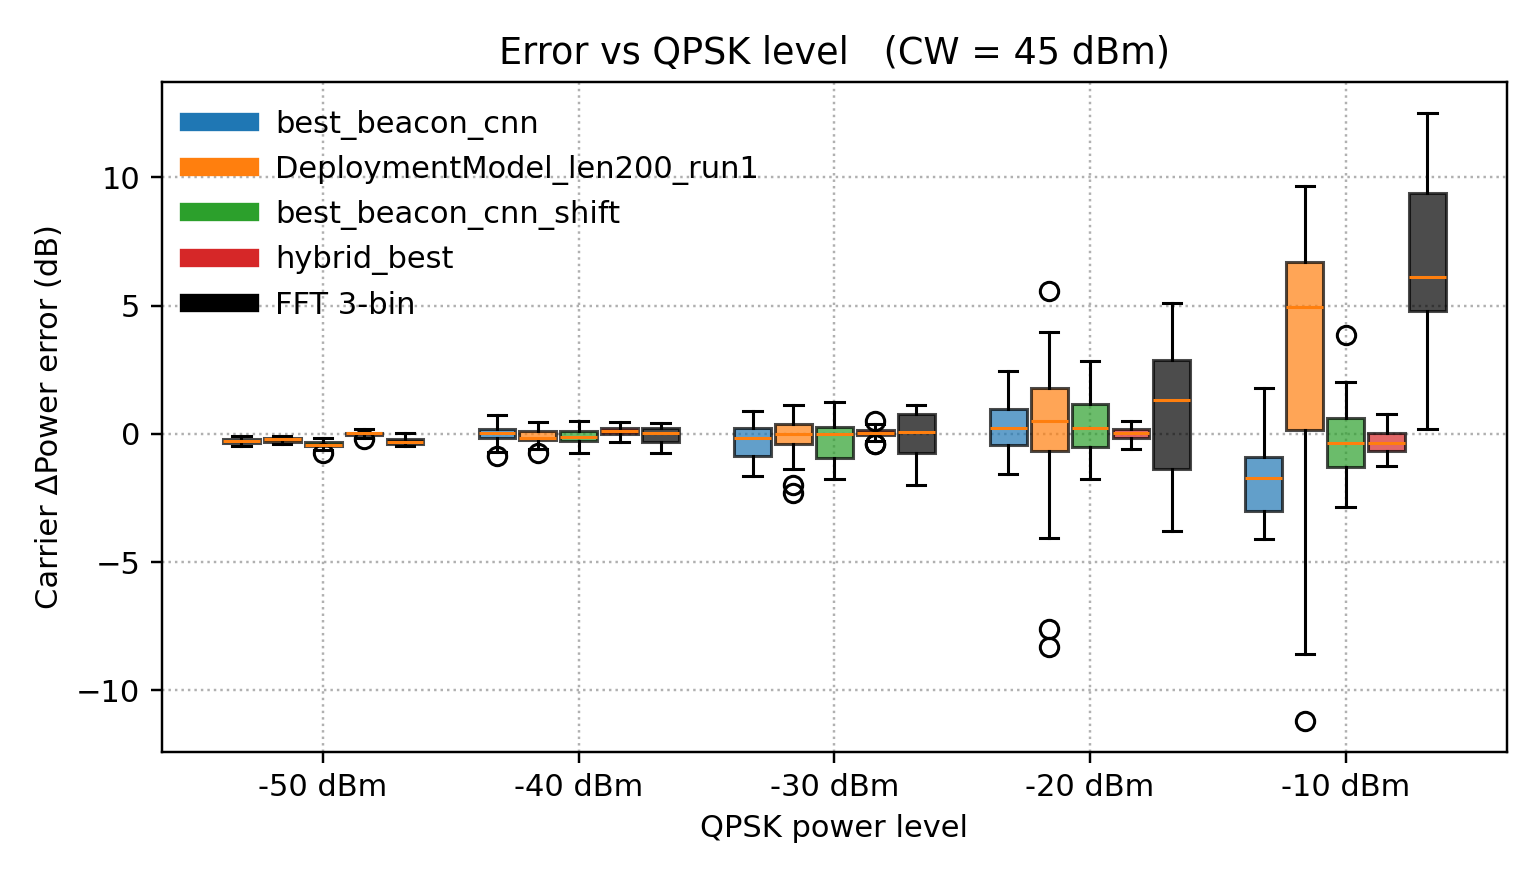 Error vs QPSK level   (CW = 45 dBm)
best_beacon_cnn
DeploymentModel_len200_run1
best_beacon_cnn_shift
hybrid_best
FFT 3-bin
Carrier ΔPower error (dB)
10
5
0
−5
−10
-50 dBm
-40 dBm
-30 dBm
-20 dBm
-10 dBm
QPSK power level